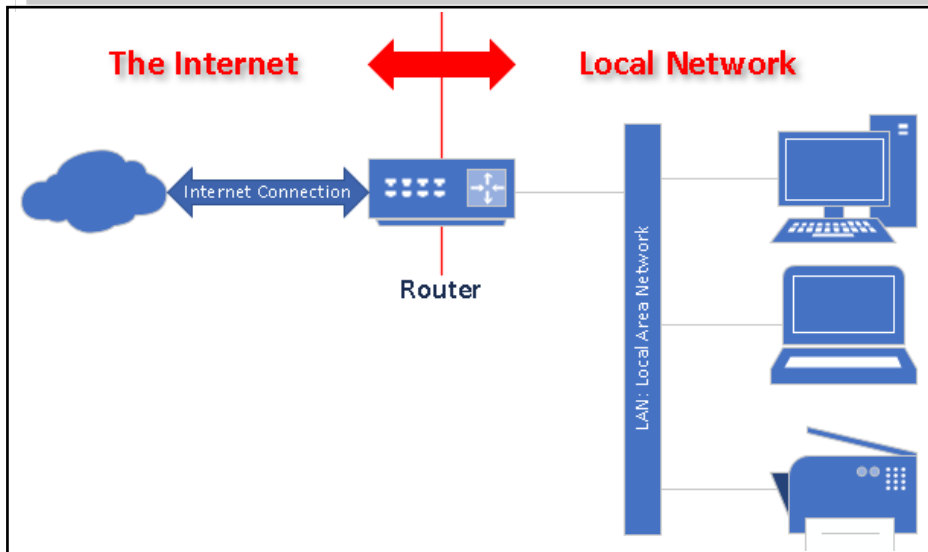 The Internet
Local Network
Internet Connection
Router
LAN: Local Area Network